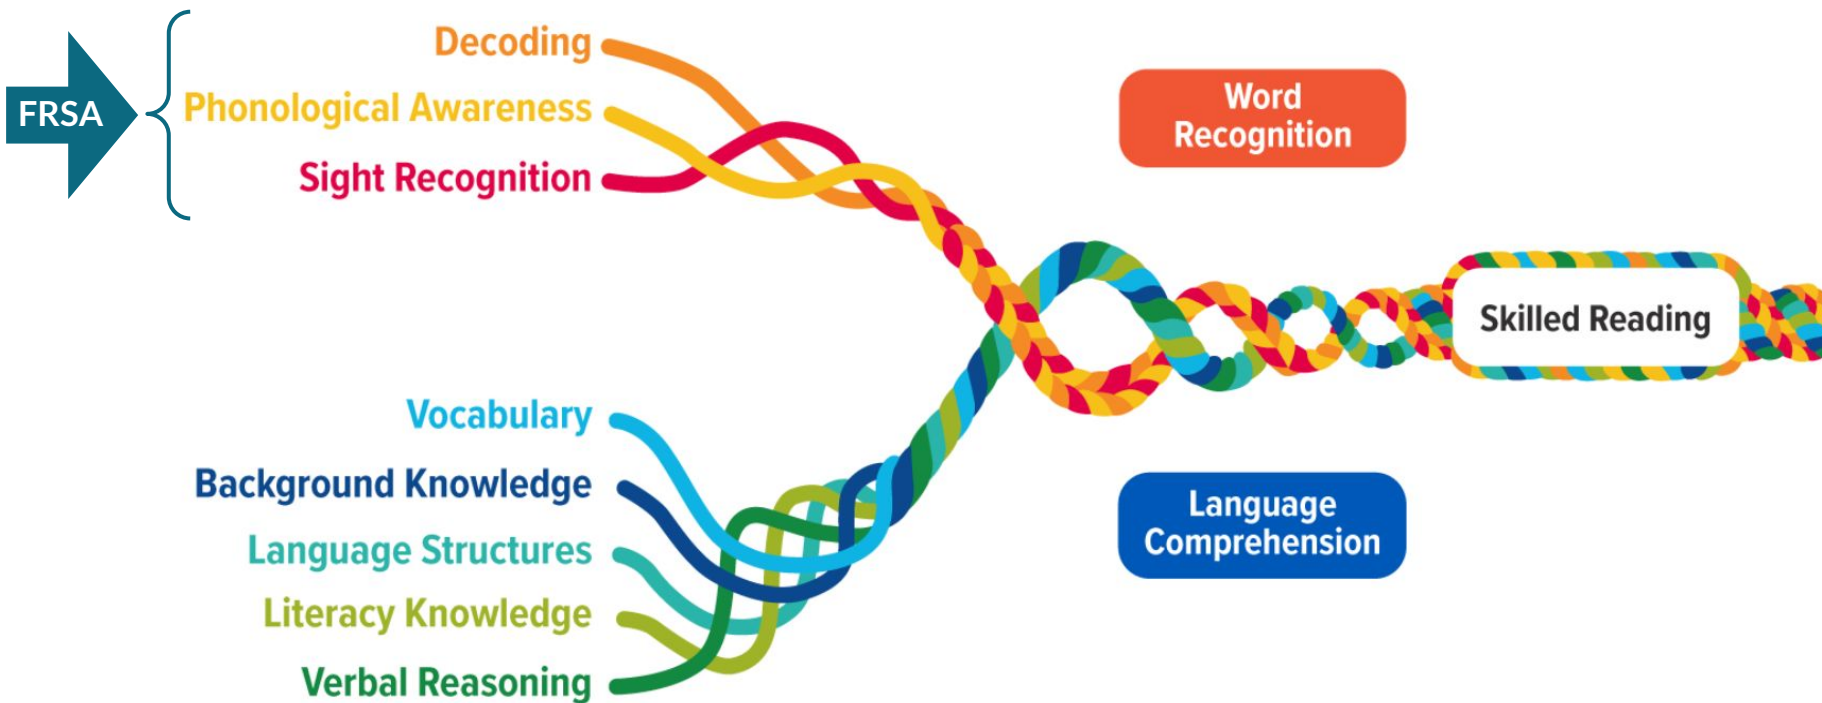 FRSA
Decoding
Phonological Awareness
Sight Recognition
Word
Recognition
Skilled Reading
Vocabulary
Background Knowledge
Language Structures
Literacy Knowledge
Verbal Reasoning
Language
Comprehension